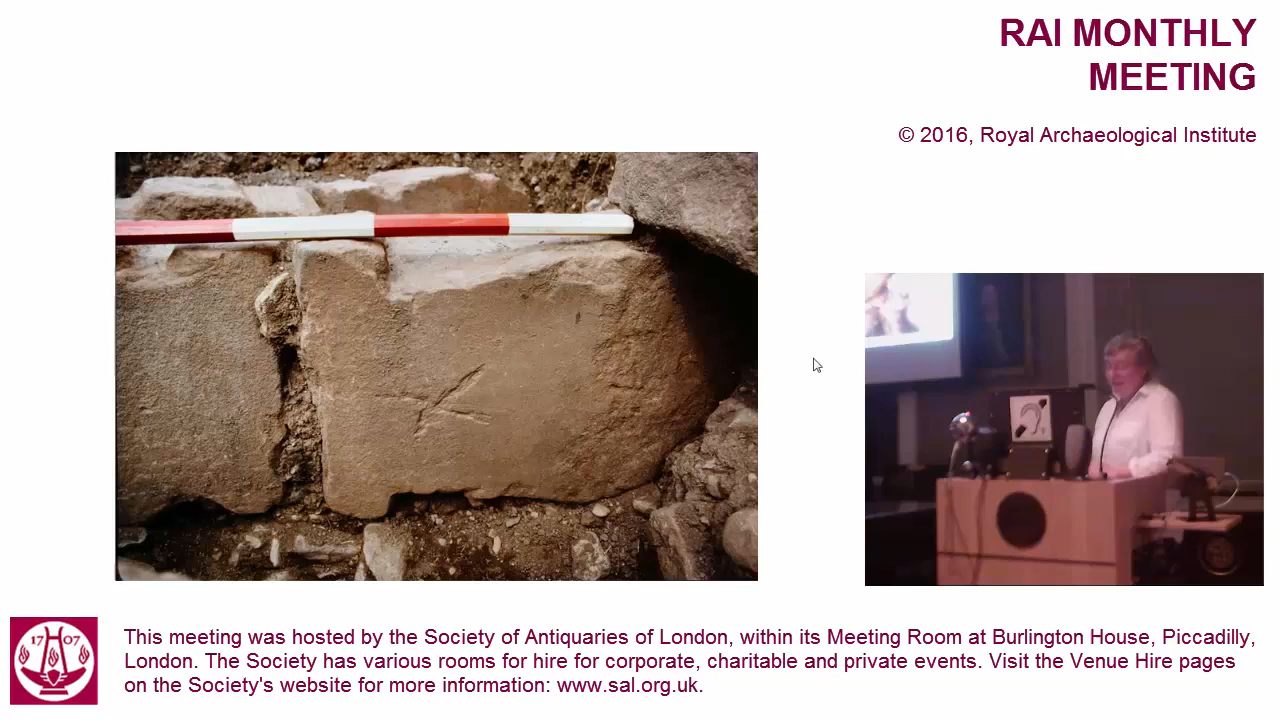 RAI MONTHLY
MEETING
© 2016, Royal Archaeological Institute
17 07
This meeting was hosted by the Society of Antiquaries of London, within its Meeting Room at Burlington House, Piccadilly,
London. The Society has various rooms for hire for corporate, charitable and private events. Visit the Venue Hire pages
on the Society's website for more information: www.sal.org.uk.